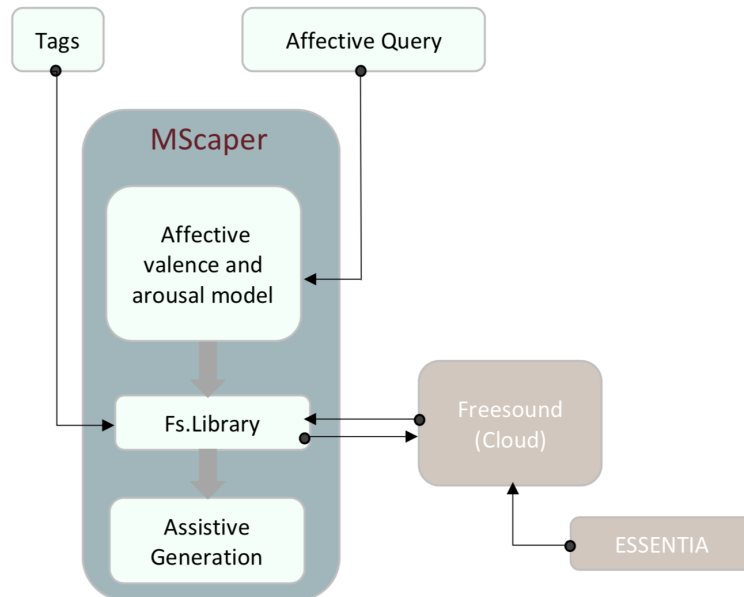 Tags
Affective Query
MScaper
Affective
valence and
arousal model
Fs.Library
Freesound
(Cloud)
Assistive
Generation
ESSENTIA